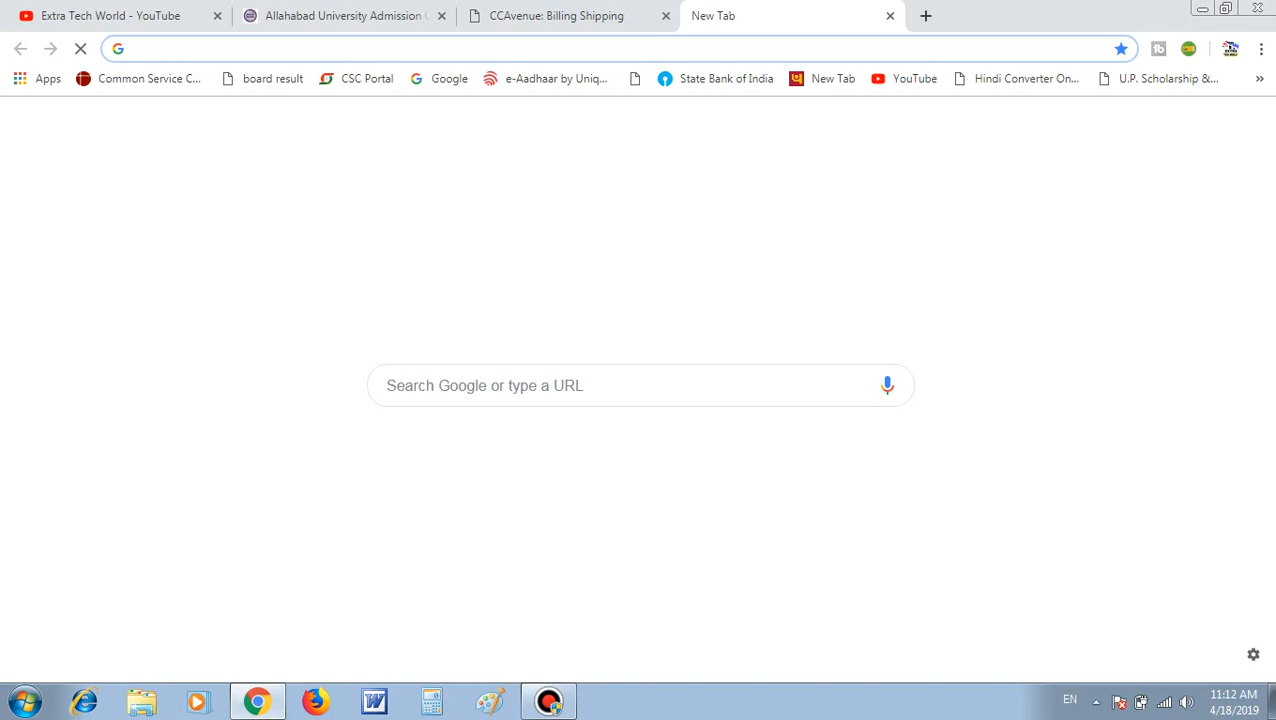 Extra Tech World - YouTube
Allahabad University Admission
CCAvenue: Billing Shipping
New Tab
Apps
Common Service C...
board result
CSC Portal
Google
e-Aadhaar by Uniq...
State Bank of India
New Tab
YouTube
Hindi Converter On...
U.P. Scholarship &...
»
Search Google or type a URL
EN
11:12 AM
4/18/2019